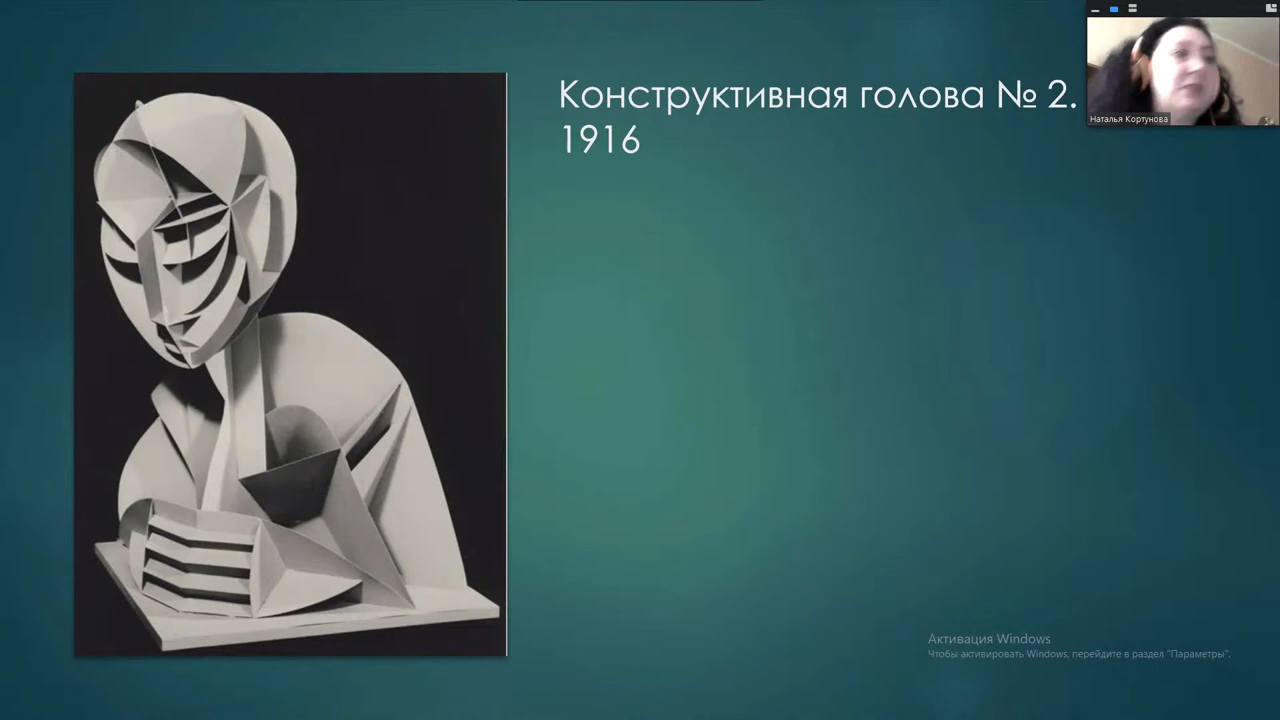 Конструктивная голова № 2.
1916
Наталья Кортунова
Активация Windows
Чтобы активировать Windows, перейдите в раздел "Параметры".